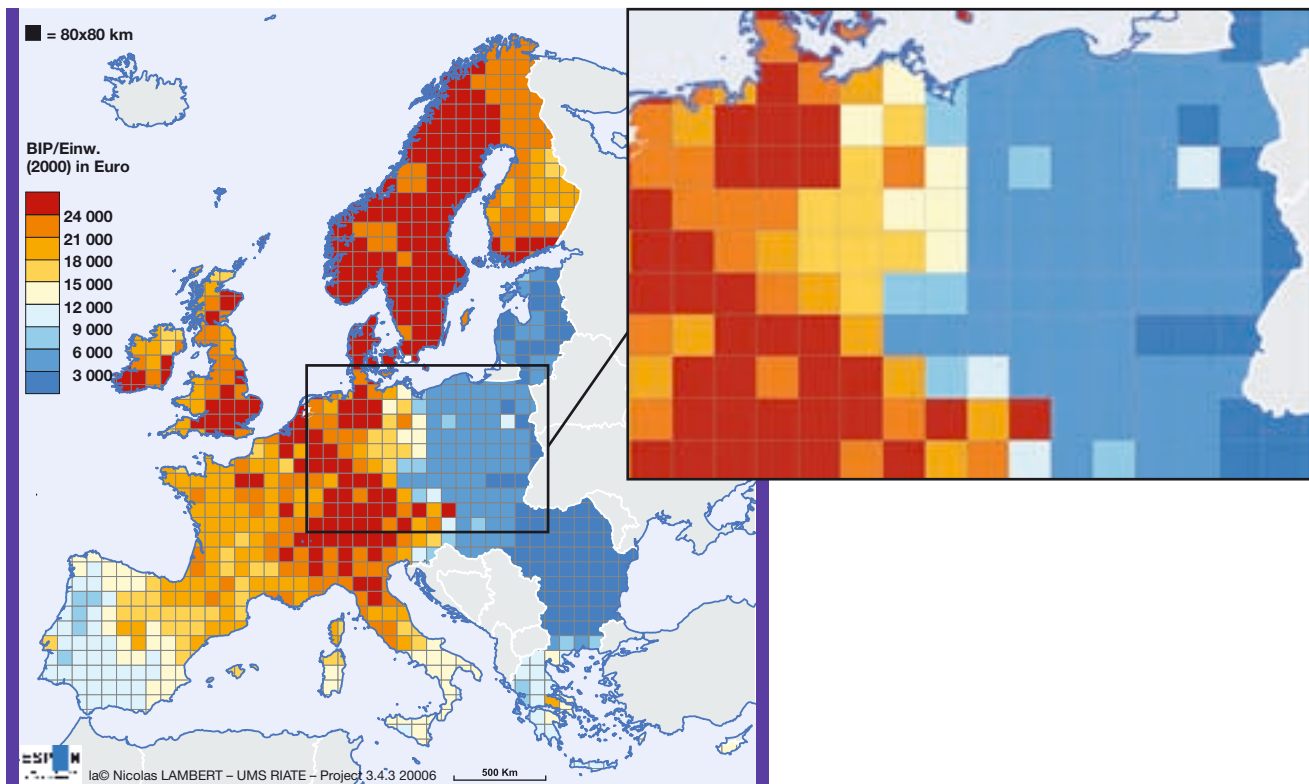 = 80x80 km
BIP/Einw.
(2000) in Euro
24 000
21 000
18 000
15 000
12 000
9 000
6 000
3 000
la© Nicolas LAMBERT – UMS RIATE – Project 3.4.3 20006
500 Km